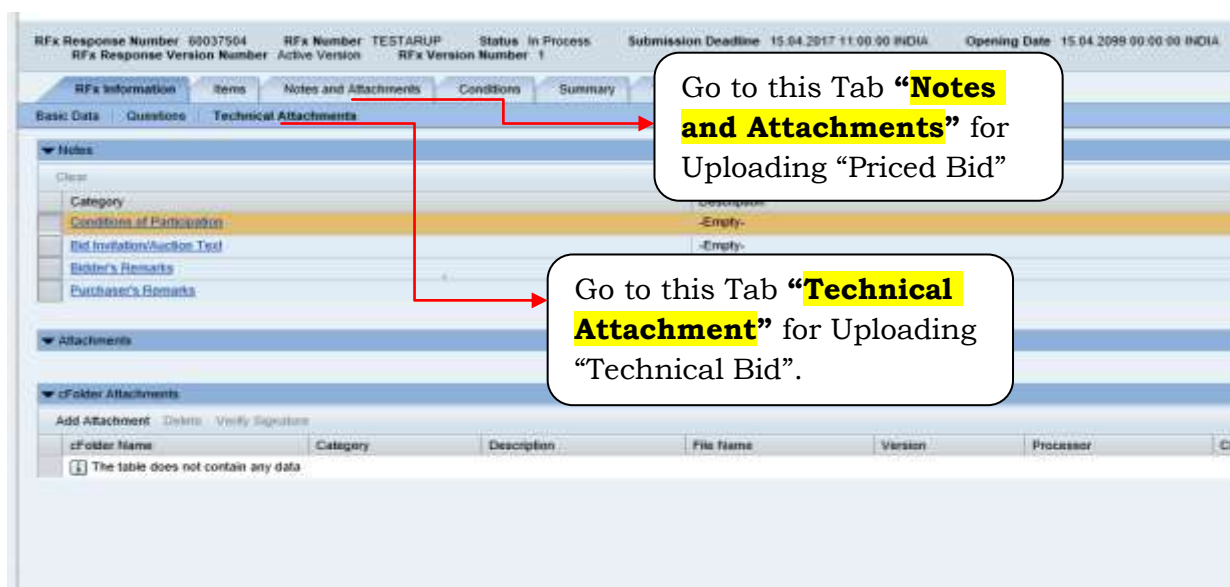 RFx Response Number 60037504 RFx Number TESTARUP Status In Process Submission Deadline 15.04.2017 11:00:00 INDIA Opening Date 15.04.2099 00:00:00 INDIA
RFx Response Version Number Active Version RFx Version Number 1
RFx Information Items Notes and Attachments Conditions Summary
Basic Data Questions Technical Attachments
Go to this Tab “Notes
and Attachments” for
Uploading “Priced Bid”
Notes
Clear
Category Description
Conditions of Participation -Empty-
Bid Invitation/Auction Text -Empty-
Bidder's Remarks
Purchaser's Remarks
Go to this Tab “Technical
Attachment” for Uploading
“Technical Bid”.
Attachments
cFolder Attachments
Add Attachment Delete Verify Signature
cFolder Name Category Description File Name Version Processor
The table does not contain any data